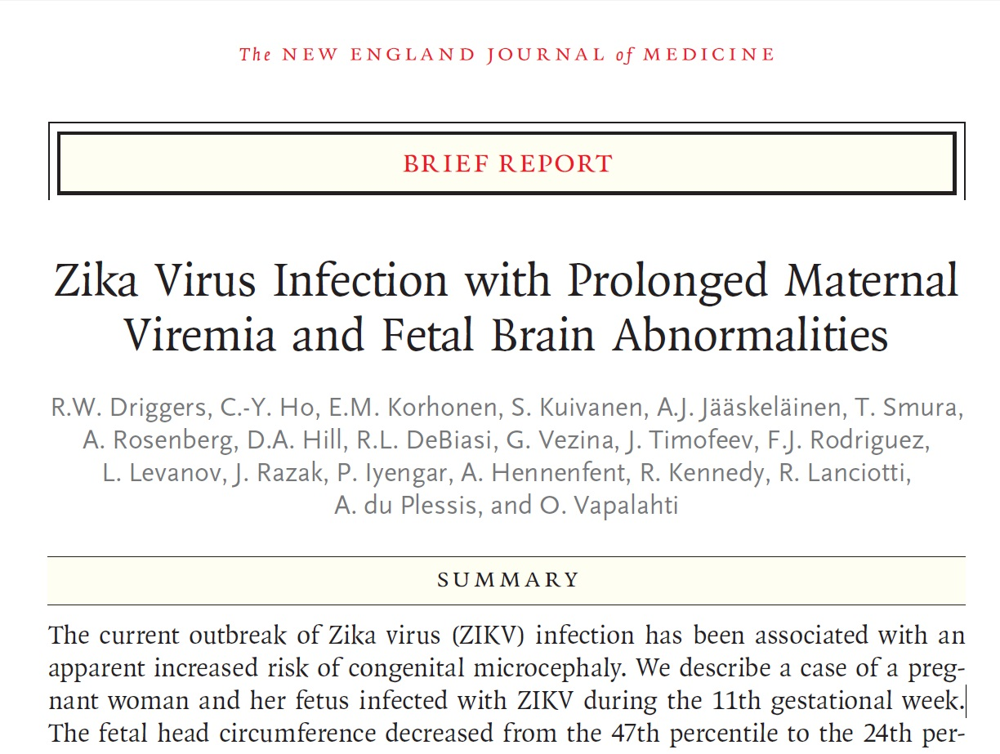 The NEW ENGLAND JOURNAL of MEDICINE
BRIEF REPORT
Zika Virus Infection with Prolonged Maternal
Viremia and Fetal Brain Abnormalities
R.W. Driggers, C.-Y. Ho, E.M. Korhonen, S. Kuivanen, A.J. Jääskeläinen, T. Smura,
A. Rosenberg, D.A. Hill, R.L. DeBiasi, G. Vezina, J. Timofeev, F.J. Rodriguez,
L. Levanov, J. Razak, P. Iyengar, A. Hennenfent, R. Kennedy, R. Lanciotti,
A. du Plessis, and O. Vapalahti
SUMMARY
The current outbreak of Zika virus (ZIKV) infection has been associated with an
apparent increased risk of congenital microcephaly. We describe a case of a preg-
nant woman and her fetus infected with ZIKV during the 11th gestational week.
The fetal head circumference decreased from the 47th percentile to the 24th per-